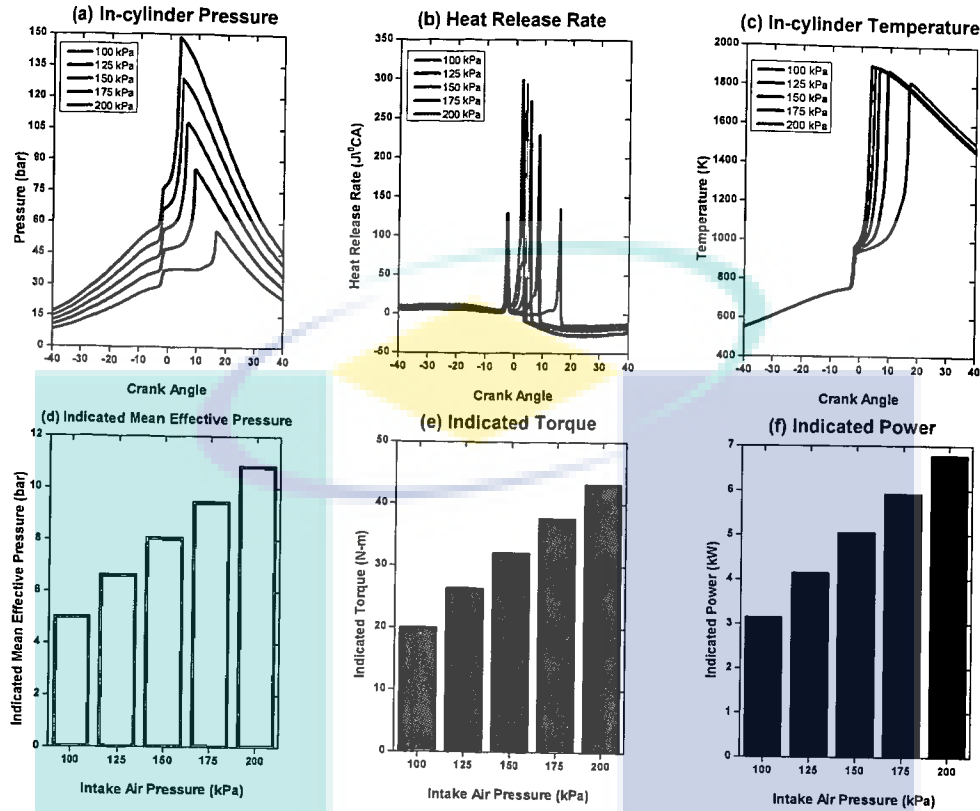 (a) In-cylinder Pressure
Pressure (bar)
150
135
120
105
90
75
60
45
30
15
0
100 kPa
125 kPa
150 kPa
175 kPa
200 kPa
-40 -30 -20 -10 0 10 20 30 40
Crank Angle
(b) Heat Release Rate
Heat Release Rate (J\⁰CA)
350
300
250
200
150
100
50
0
-50
100 kPa
125 kPa
150 kPa
175 kPa
200 kPa
-40 -30 -20 -10 0 10 20 30 40
Crank Angle
(c) In-cylinder Temperature
Temperature (K)
2000
1800
1600
1400
1200
1000
800
600
400
100 kPa
125 kPa
150 kPa
175 kPa
200 kPa
-40 -30 -20 -10 0 10 20 30 40
Crank Angle
(d) Indicated Mean Effective Pressure
Indicated Mean Effective Pressure (bar)
12
10
8
6
4
2
0
100 125 150 175 200
Intake Air Pressure (kPa)
(e) Indicated Torque
Indicated Torque (N-m)
50
40
30
20
10
0
100 125 150 175 200
Intake Air Pressure (kPa)
(f) Indicated Power
Indicated Power (kW)
7
6
5
4
3
2
1
0
100 125 150 175 200
Intake Air Pressure (kPa)